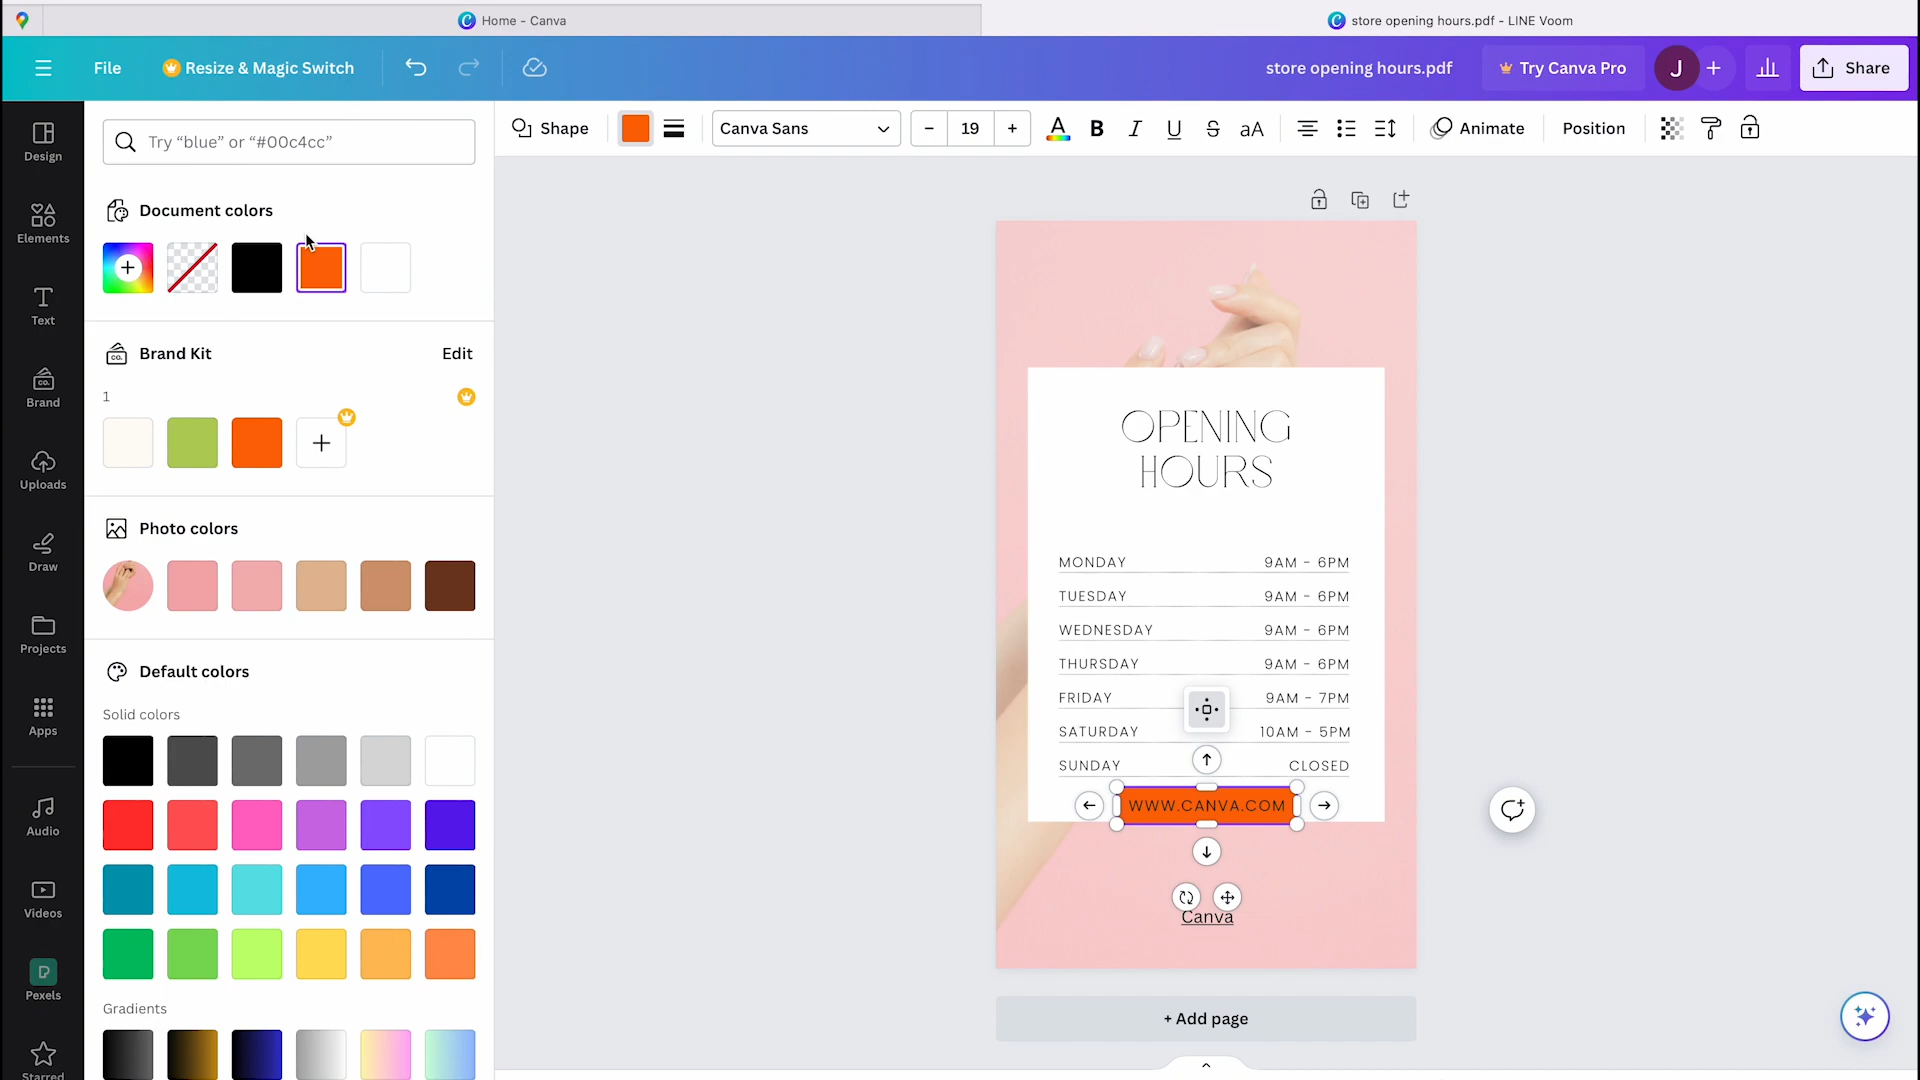 Home - Canva
store opening hours.pdf - LINE Voom
File
Resize & Magic Switch
store opening hours.pdf
Try Canva Pro
J
Share
Try “blue” or “#00c4cc”
Shape
Canva Sans
19
A
B
I
U
S
aA
Animate
Position
Design
Elements
Text
Brand
Uploads
Draw
Projects
Apps
Audio
Videos
Pexels
Starred
Document colors
Brand Kit
Edit
1
Photo colors
Default colors
Solid colors
Gradients
OPENING
HOURS
MONDAY 9AM - 6PM
TUESDAY 9AM - 6PM
WEDNESDAY 9AM - 6PM
THURSDAY 9AM - 6PM
FRIDAY 9AM - 7PM
SATURDAY 10AM - 5PM
SUNDAY CLOSED
WWW.CANVA.COM
Canva
+ Add page